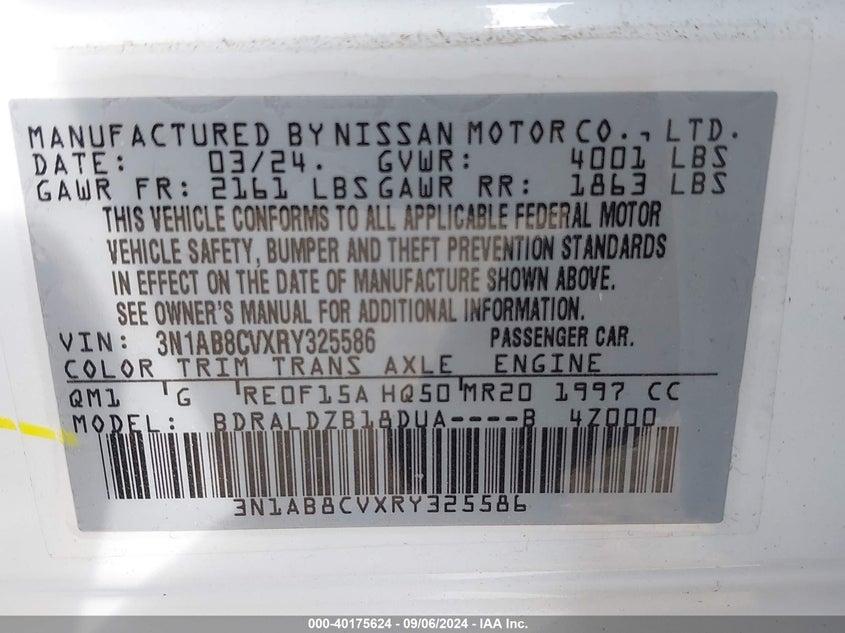 MANUFACTURED BY NISSAN MOTOR CO., LTD.
DATE: 03/24. GVWR: 4001 LBS
GAWR FR: 2161 LBS GAWR RR: 1863 LBS
THIS VEHICLE CONFORMS TO ALL APPLICABLE FEDERAL MOTOR
VEHICLE SAFETY, BUMPER AND THEFT PREVENTION STANDARDS
IN EFFECT ON THE DATE OF MANUFACTURE SHOWN ABOVE.
SEE OWNER'S MANUAL FOR ADDITIONAL INFORMATION.
VIN: 3N1AB8CVXRY325586 PASSENGER CAR.
COLOR TRIM TRANS AXLE ENGINE
QM1 G RE0F15A HQ50 MR20 1997 CC
MODEL: BDRALDZB18DUA----B 4Z000
3N1AB8CVXRY325586
000-40175624 - 09/06/2024 - IAA Inc.